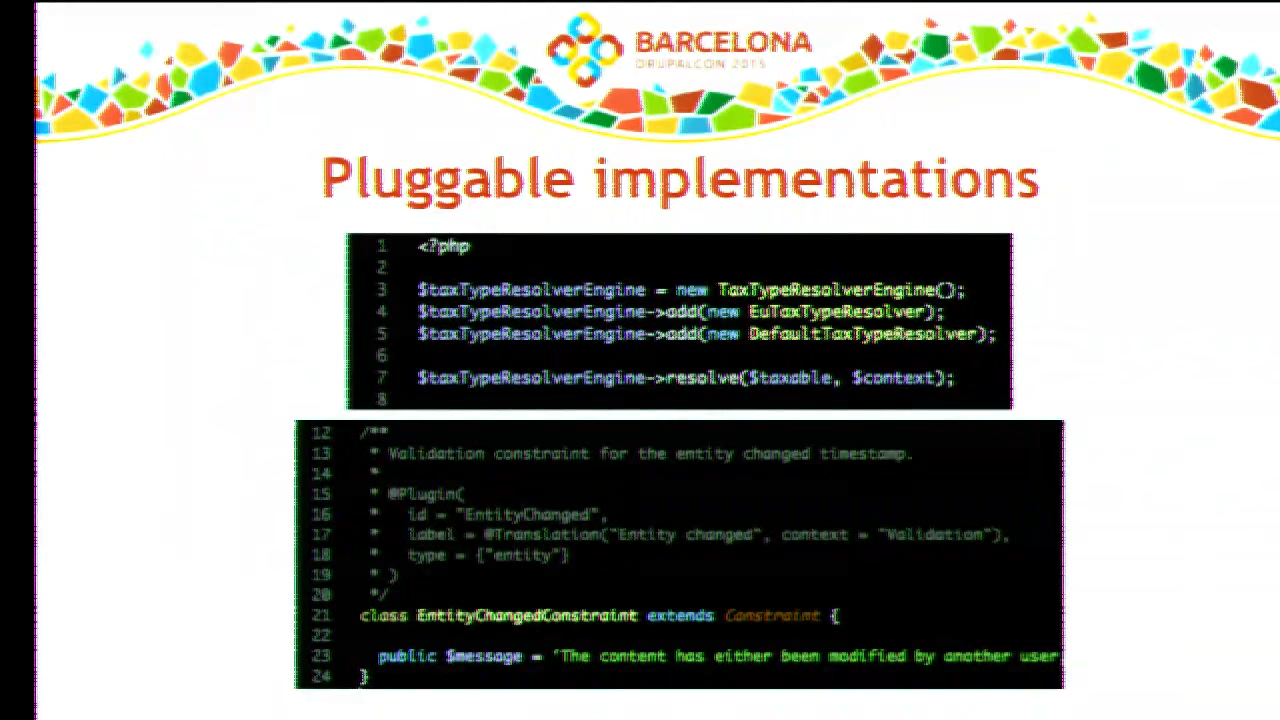 BARCELONA
DRUPALCON 2015
Pluggable implementations
1 <?php
2
3 $taxTypeResolverEngine = new TaxTypeResolverEngine();
4 $taxTypeResolverEngine->add(new EuTaxTypeResolver);
5 $taxTypeResolverEngine->add(new DefaultTaxTypeResolver);
6
7 $taxTypeResolverEngine->resolve($taxable, $context);
8
12 /**
13 * Validation constraint for the entity changed timestamp.
14 *
15 * @Plugin(
16 * id = "EntityChanged",
17 * label = @Translation("Entity changed", context = "Validation"),
18 * type = {"entity"}
19 * )
20 */
21 class EntityChangedConstraint extends Constraint {
22
23 public $message = 'The content has either been modified by another user
24 }